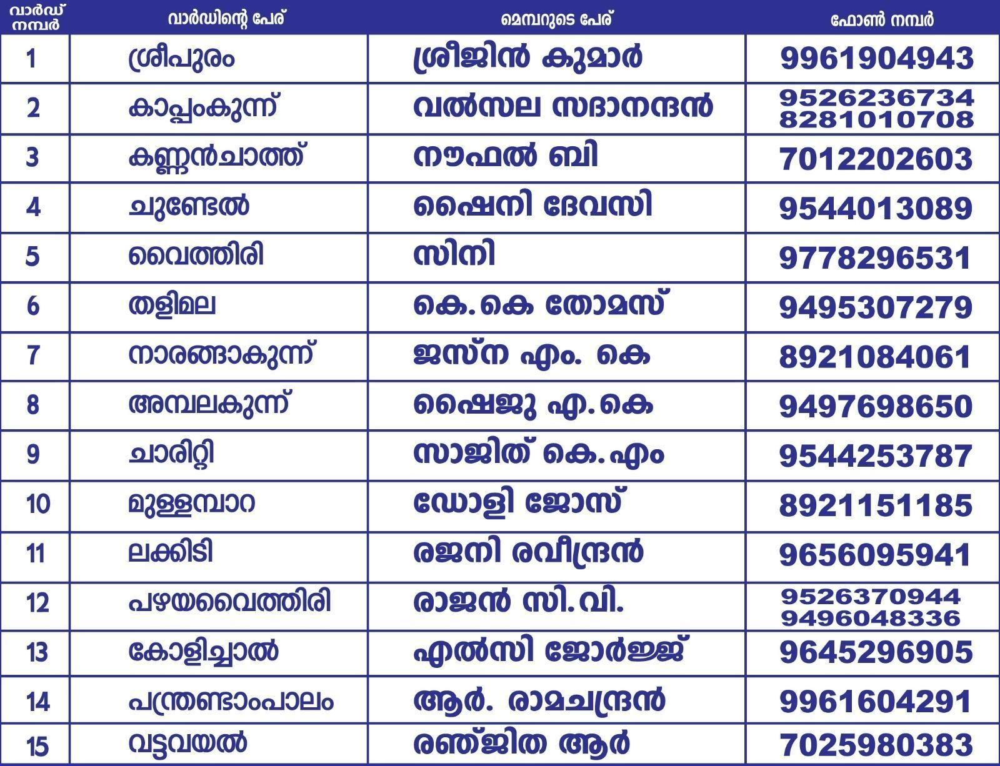 വാർഡ് നമ്പർ വാർഡിന്റെ പേര് മെമ്പറുടെ പേര് ഫോൺ നമ്പർ
1 ശ്രീപുരം ശ്രീജിൻ കുമാർ 9961904943
2 കാപ്പംകുന്ന് വൽസല സദാനന്ദൻ 9526236734
8281010708
3 കണ്ണൻചാത്ത് നൗഫൽ ബി 7012202603
4 ചുണ്ടേൽ ഷൈനി ദേവസി 9544013089
5 വൈത്തിരി സിനി 9778296531
6 തളിമല കെ.കെ തോമസ് 9495307279
7 നാരങ്ങാകുന്ന് ജസ്ന എം. കെ 8921084061
8 അമ്പലകുന്ന് ഷൈജു എ.കെ 9497698650
9 ചാരിറ്റി സാജിത് കെ.എം 9544253787
10 മുള്ളമ്പാറ ഡോളി ജോസ് 8921151185
11 ലക്കിടി രജനി രവീന്ദ്രൻ 9656095941
12 പഴയവൈത്തിരി രാജൻ സി.വി. 9526370944
9496048336
13 കോളിച്ചാൽ എൽസി ജോർജ്ജ് 9645296905
14 പന്ത്രണ്ടാംപാലം ആർ. രാമചന്ദ്രൻ 9961604291
15 വട്ടവയൽ രഞ്ജിത ആർ 7025980383